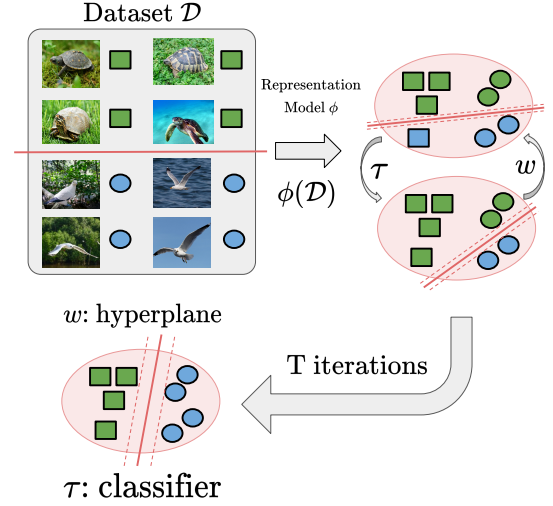 Dataset 𝒟
Representation
Model ϕ
ϕ(𝒟)
τ
w
w: hyperplane
T iterations
τ: classifier